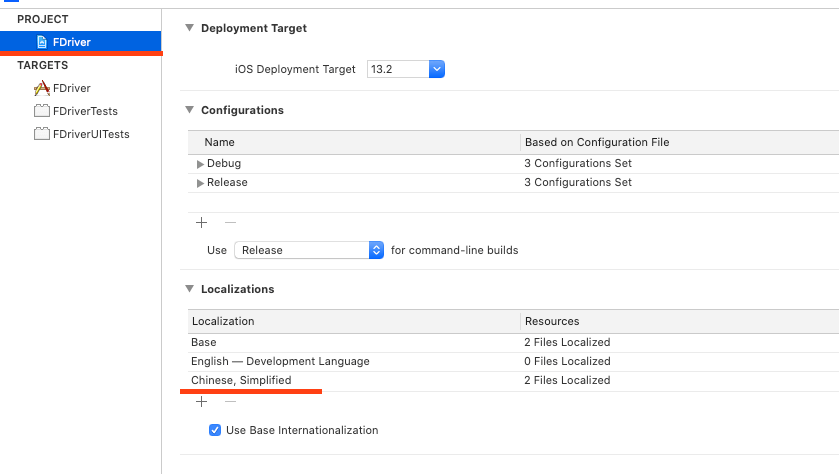 PROJECT
FDriver
TARGETS
FDriver
FDriverTests
FDriverUITests
Deployment Target
iOS Deployment Target 13.2
Configurations
Name Based on Configuration File
Debug 3 Configurations Set
Release 3 Configurations Set
Use Release for command-line builds
Localizations
Localization Resources
Base 2 Files Localized
English — Development Language 0 Files Localized
Chinese, Simplified 2 Files Localized
Use Base Internationalization